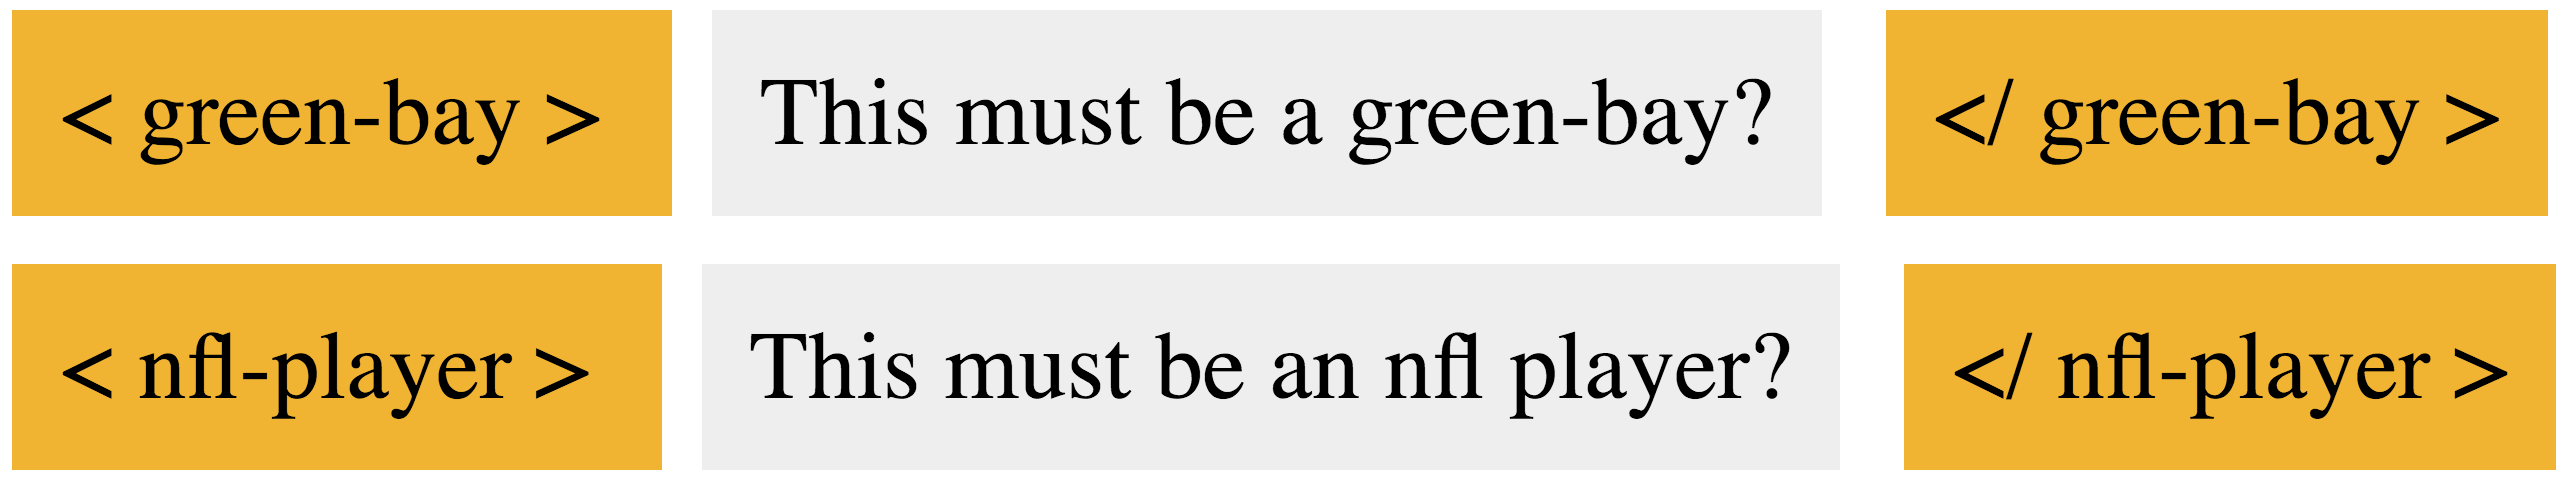 < green-bay > This must be a green-bay? </ green-bay >
< nfl-player > This must be an nfl player? </ nfl-player >